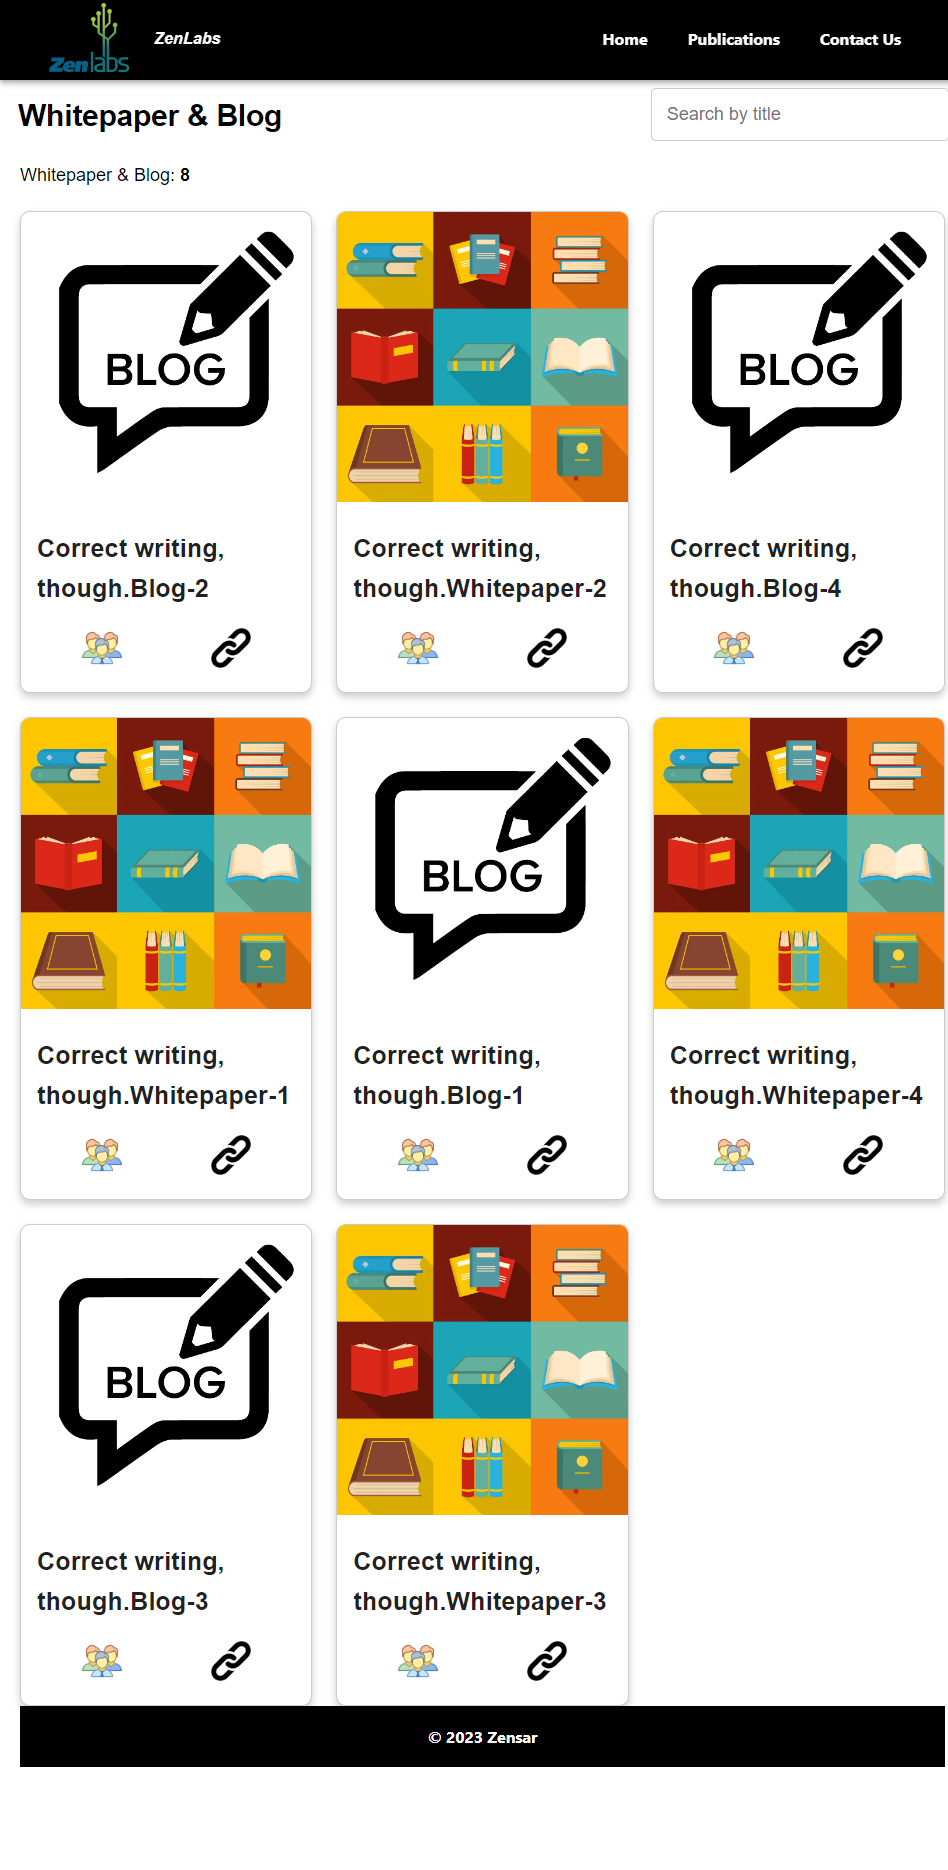 Zenlabs
ZenLabs
Home Publications Contact Us
Whitepaper & Blog
Search by title
Whitepaper & Blog: 8
BLOG
BLOG
Correct writing,
though.Blog-2
Correct writing,
though.Whitepaper-2
Correct writing,
though.Blog-4
BLOG
Correct writing,
though.Whitepaper-1
Correct writing,
though.Blog-1
Correct writing,
though.Whitepaper-4
BLOG
Correct writing,
though.Blog-3
Correct writing,
though.Whitepaper-3
© 2023 Zensar